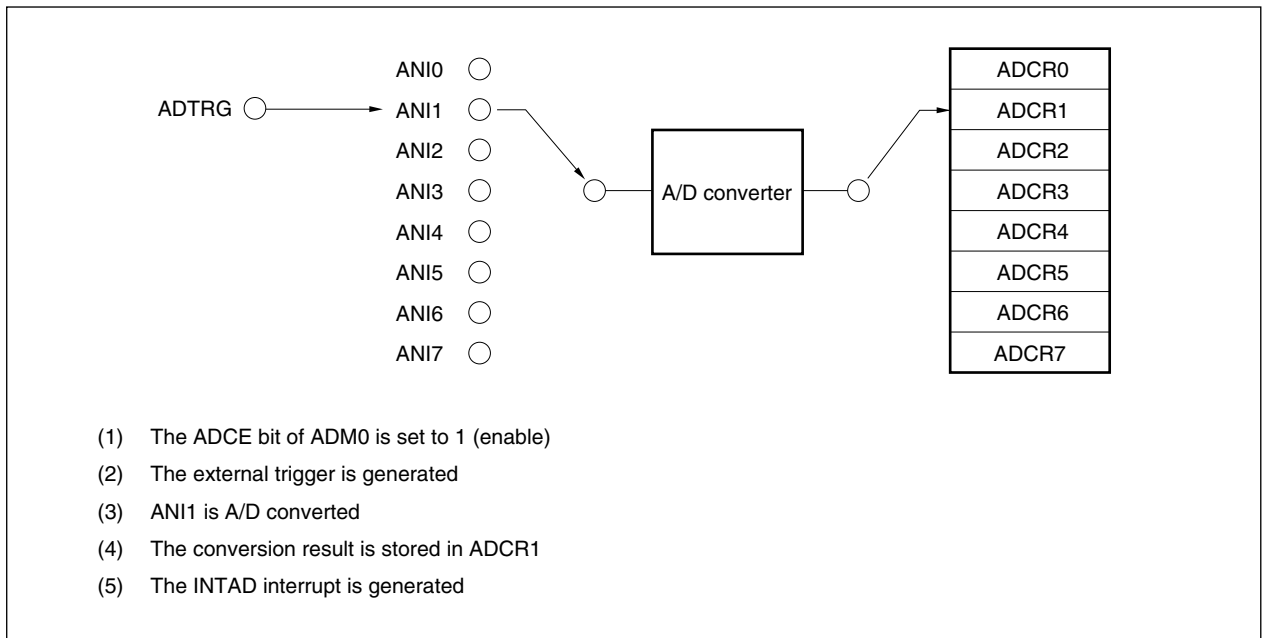 ANI0
ADTRG
ANI1
ANI2
ANI3
ANI4
ANI5
ANI6
ANI7
A/D converter
ADCR0
ADCR1
ADCR2
ADCR3
ADCR4
ADCR5
ADCR6
ADCR7
(1) The ADCE bit of ADM0 is set to 1 (enable)
(2) The external trigger is generated
(3) ANI1 is A/D converted
(4) The conversion result is stored in ADCR1
(5) The INTAD interrupt is generated